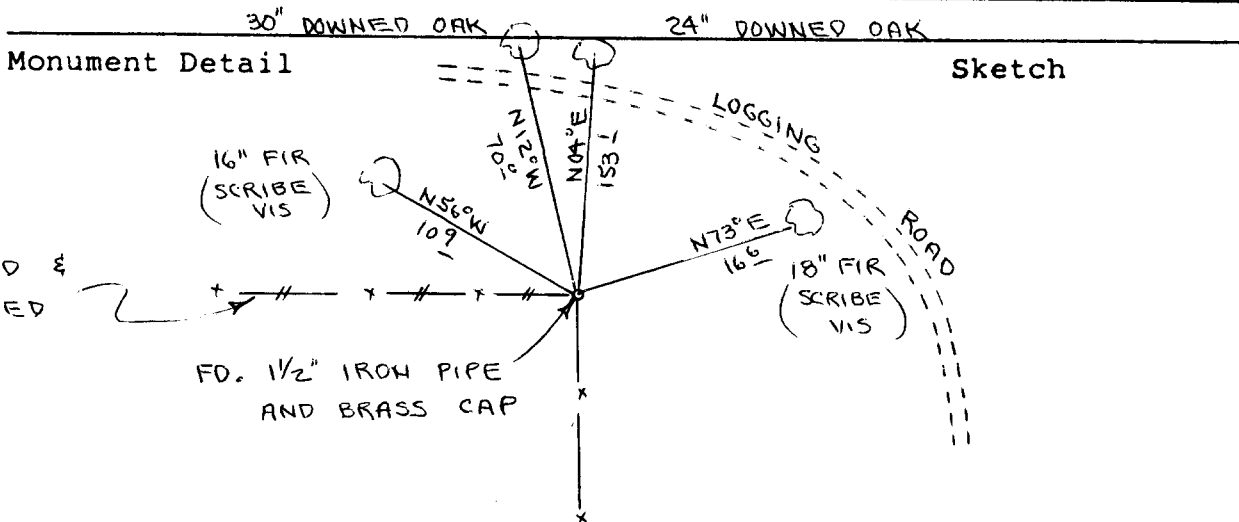 30" DOWNED OAK
24" DOWNED OAK
Monument Detail
Sketch
LOGGING
ROAD
N12°W
70°
N04°E
153
16" FIR
(SCRIBE
VIS)
N56°W
109
N73°E
166
18" FIR
(SCRIBE
VIS)
D &
ED
FD. 1½" IRON PIPE
AND BRASS CAP